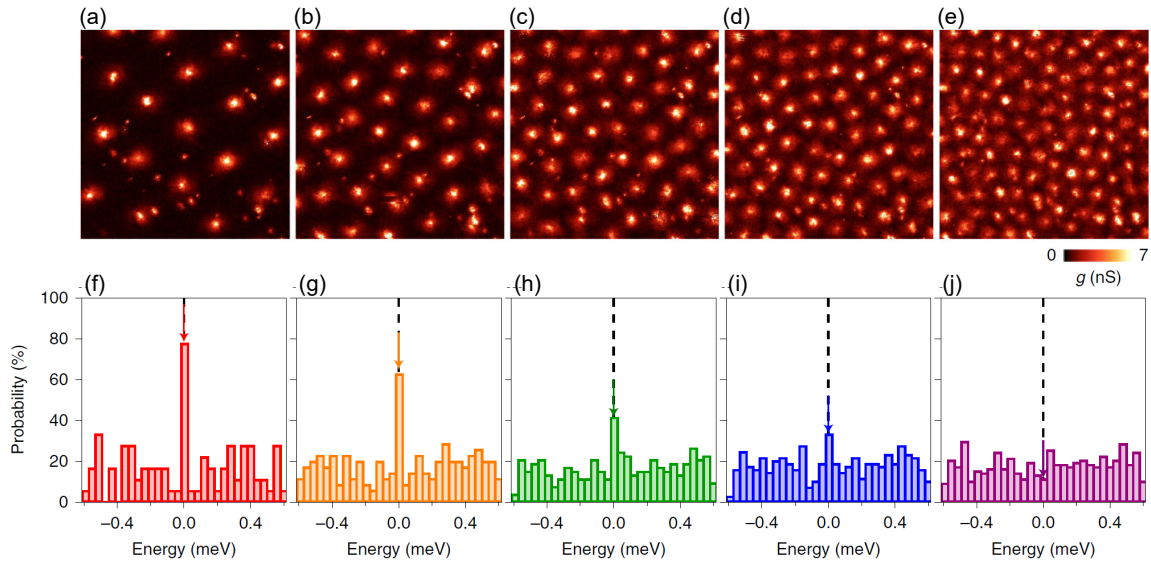 (a) (b) (c) (d) (e)
0 7
g (nS)
(f) (g) (h) (i) (j)
100
80
60
40
20
0
Probability (%)
−0.4 0.0 0.4 −0.4 0.0 0.4 −0.4 0.0 0.4 −0.4 0.0 0.4 −0.4 0.0 0.4
Energy (meV) Energy (meV) Energy (meV) Energy (meV) Energy (meV)